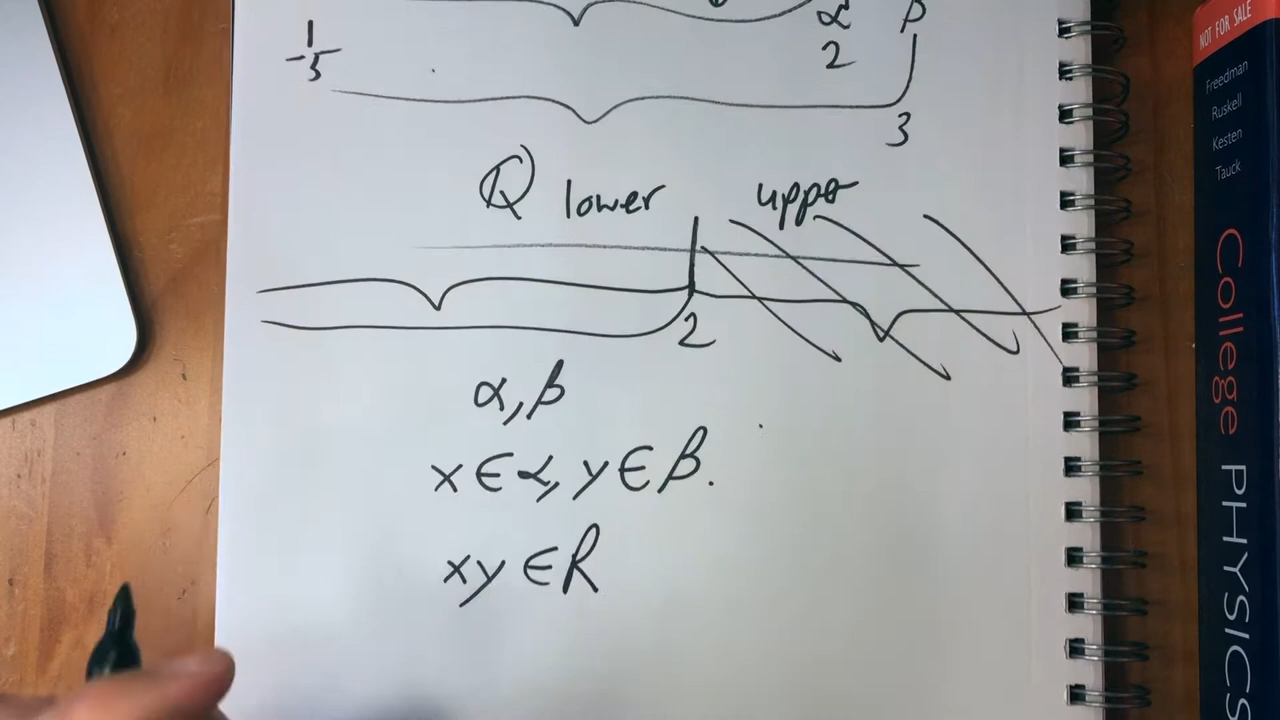 α β
-1/5 2
3
Q lower upper
2
α, β
x ∈ α, y ∈ β.
xy ∈ R
NOT FOR SALE
Freedman
Ruskell
Kesten
Tauck
College PHYSICS